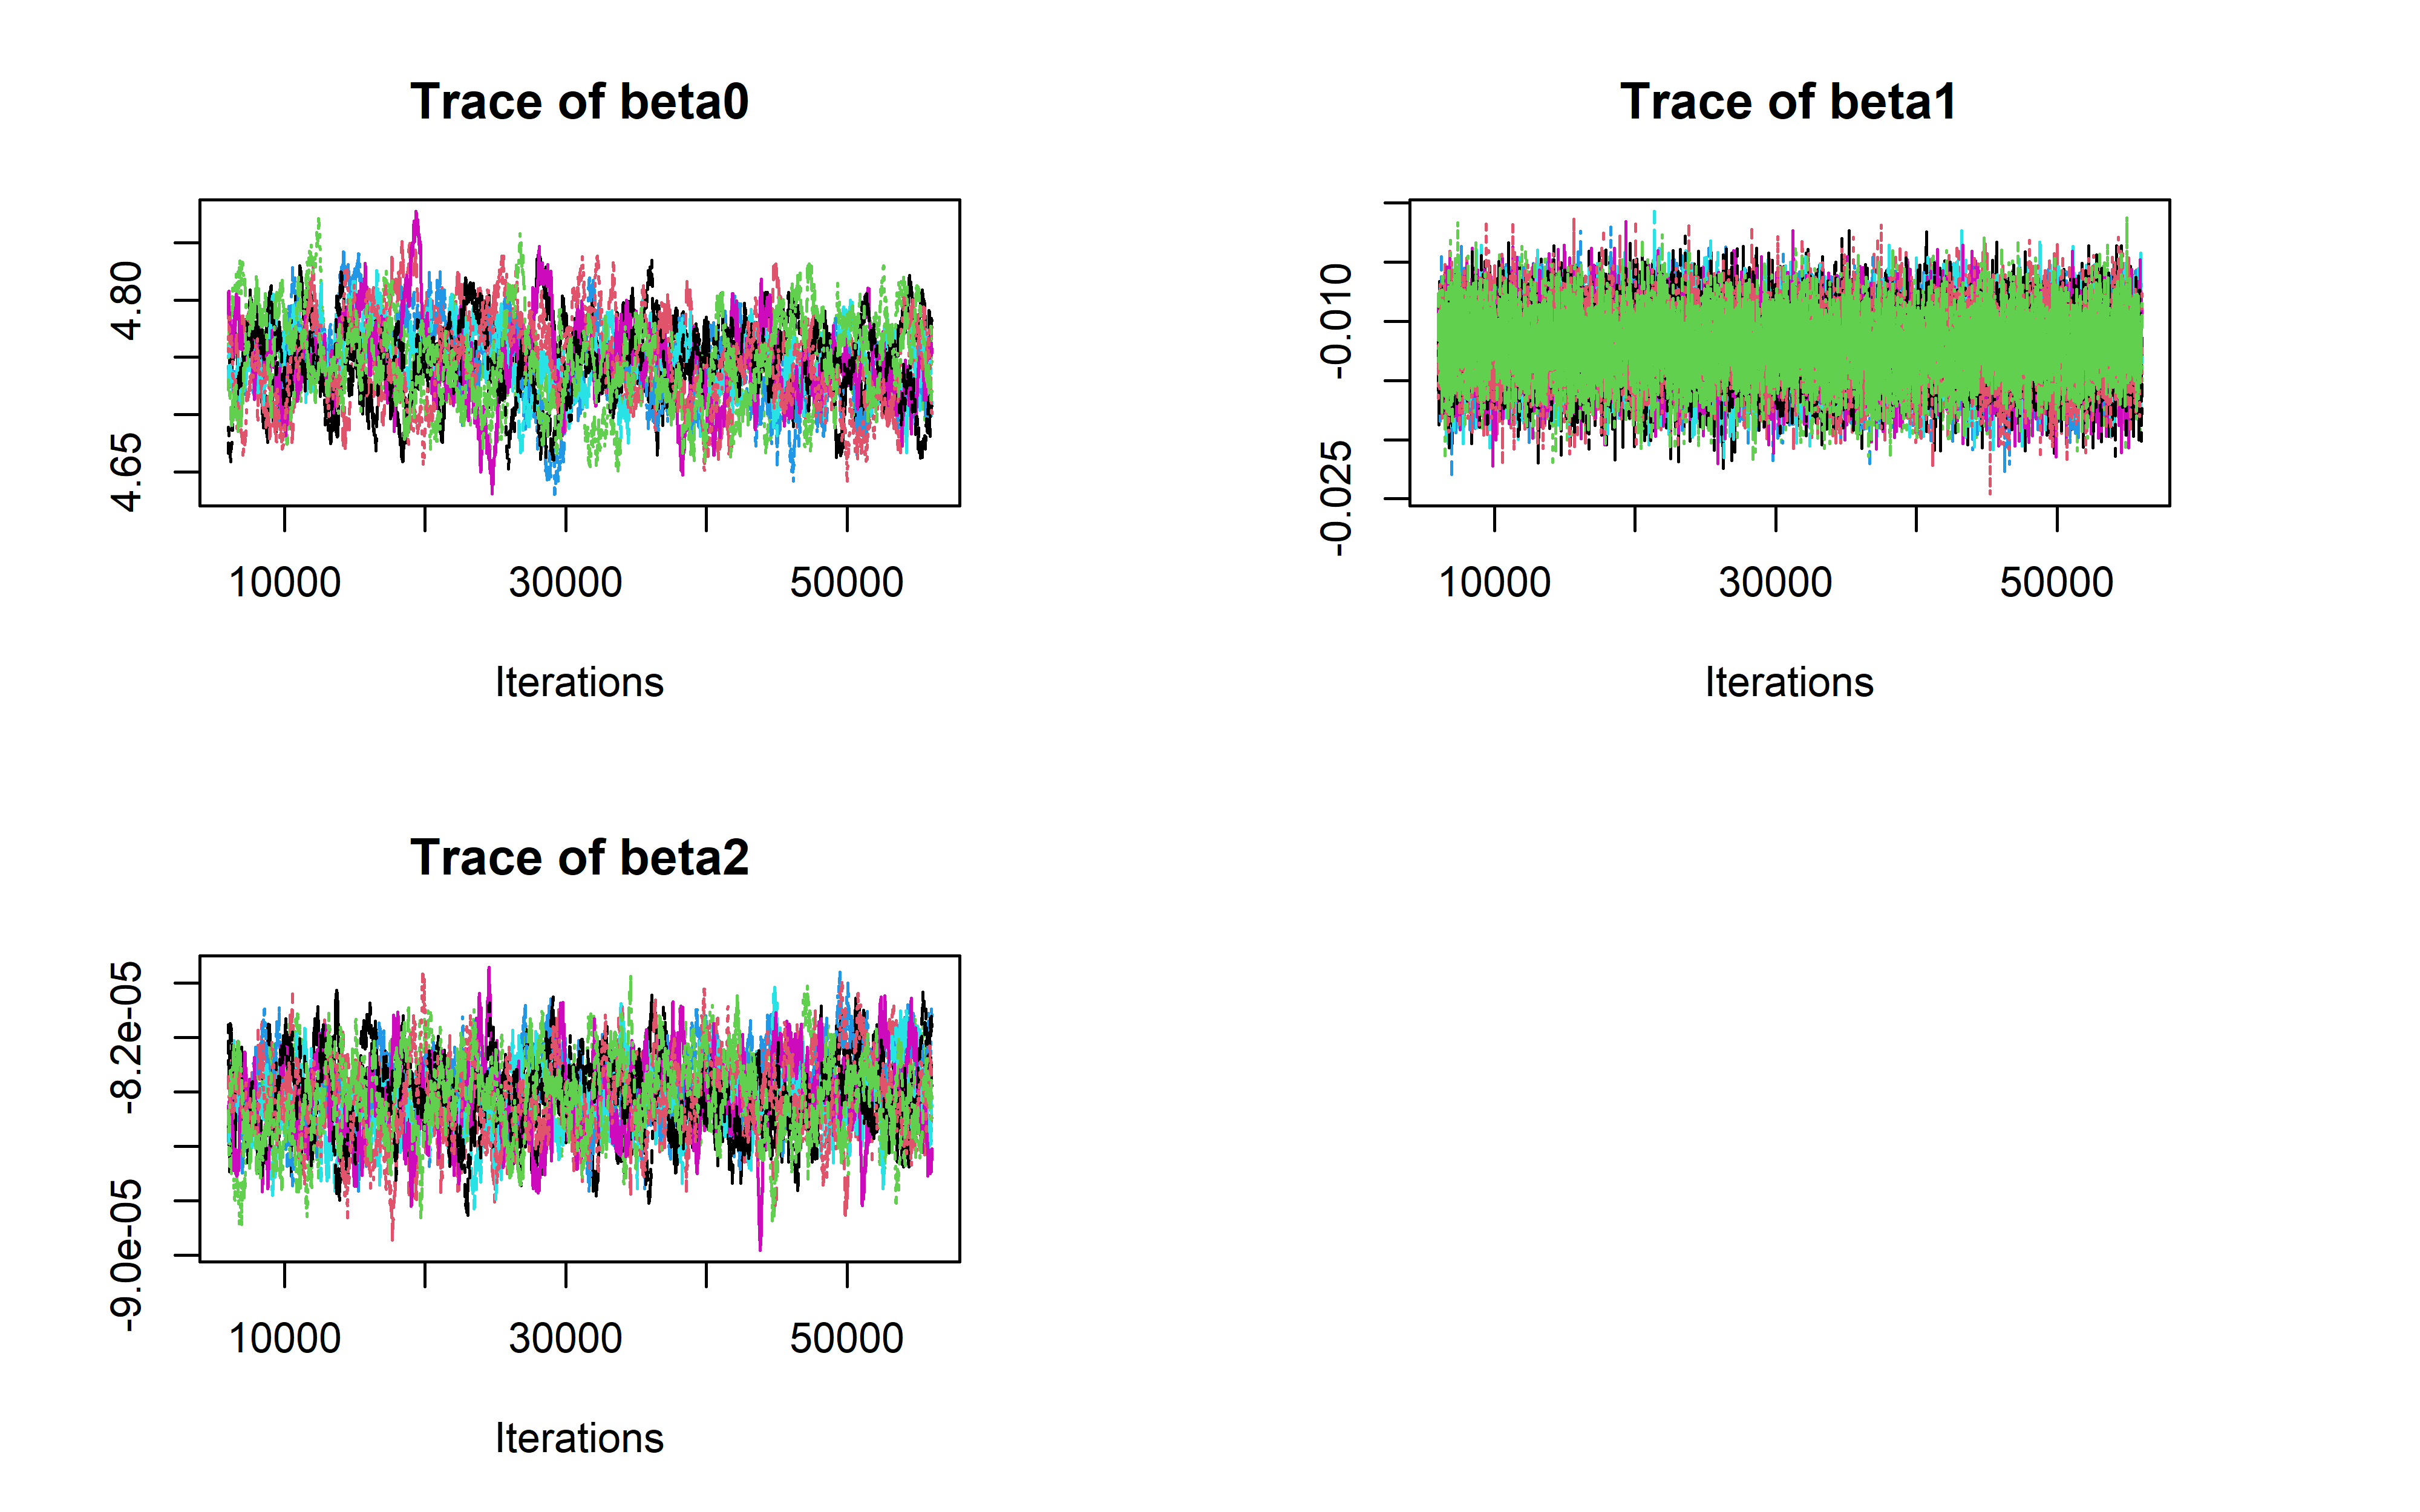 Trace of beta0
4.65 4.80
10000 30000 50000
Iterations
Trace of beta1
-0.025 -0.010
10000 30000 50000
Iterations
Trace of beta2
-9.0e-05 -8.2e-05
10000 30000 50000
Iterations